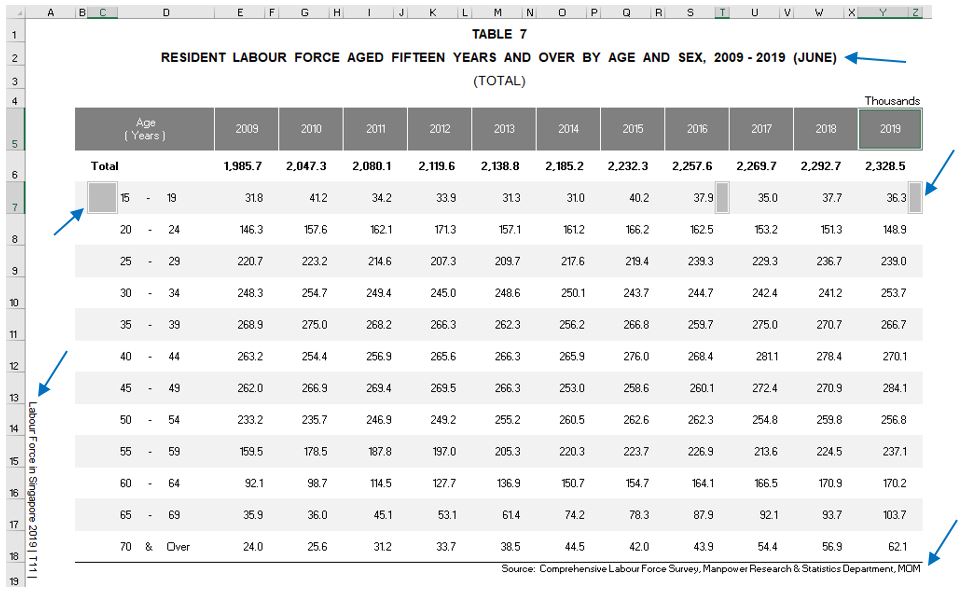 A B C D E F G H I J K L M N O P Q R S T U V W X Y Z
1 TABLE 7
2 RESIDENT LABOUR FORCE AGED FIFTEEN YEARS AND OVER BY AGE AND SEX, 2009 - 2019 (JUNE)
3 (TOTAL)
4 Thousands
Age
5 ( Years ) 2009 2010 2011 2012 2013 2014 2015 2016 2017 2018 2019
6 Total 1,985.7 2,047.3 2,080.1 2,119.6 2,138.8 2,185.2 2,232.3 2,257.6 2,269.7 2,292.7 2,328.5
7 15 - 19 31.8 41.2 34.2 33.9 31.3 31.0 40.2 37.9 35.0 37.7 36.3
8 20 - 24 146.3 157.6 162.1 171.3 157.1 161.2 166.2 162.5 153.2 151.3 148.9
9 25 - 29 220.7 223.2 214.6 207.3 209.7 217.6 219.4 239.3 229.3 236.7 239.0
10 30 - 34 248.3 254.7 249.4 245.0 248.6 250.1 243.7 244.7 242.4 241.2 253.7
11 35 - 39 268.9 275.0 268.2 266.3 262.3 256.2 266.8 259.7 275.0 270.7 266.7
12 40 - 44 263.2 254.4 256.9 265.6 266.3 265.9 276.0 268.4 281.1 278.4 270.1
13 45 - 49 262.0 266.9 269.4 269.5 266.3 253.0 258.6 260.1 272.4 270.9 284.1
14 50 - 54 233.2 235.7 246.9 249.2 255.2 260.5 262.6 262.3 254.8 259.8 256.8
15 55 - 59 159.5 178.5 187.8 197.0 205.3 220.3 223.7 226.9 213.6 224.5 237.1
16 60 - 64 92.1 98.7 114.5 127.7 136.9 150.7 154.7 164.1 166.5 170.9 170.2
17 65 - 69 35.9 36.0 45.1 53.1 61.4 74.2 78.3 87.9 92.1 93.7 103.7
18 70 & Over 24.0 25.6 31.2 33.7 38.5 44.5 42.0 43.9 54.4 56.9 62.1
19 Source: Comprehensive Labour Force Survey, Manpower Research & Statistics Department, MOM
Labour Force in Singapore 2019 | T11 |